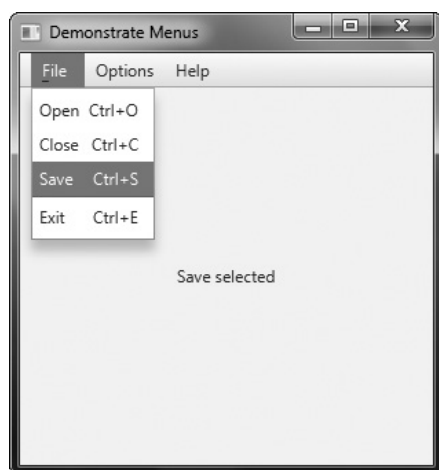 Demonstrate Menus
File Options Help
Open Ctrl+O
Close Ctrl+C
Save Ctrl+S
Exit Ctrl+E
Save selected